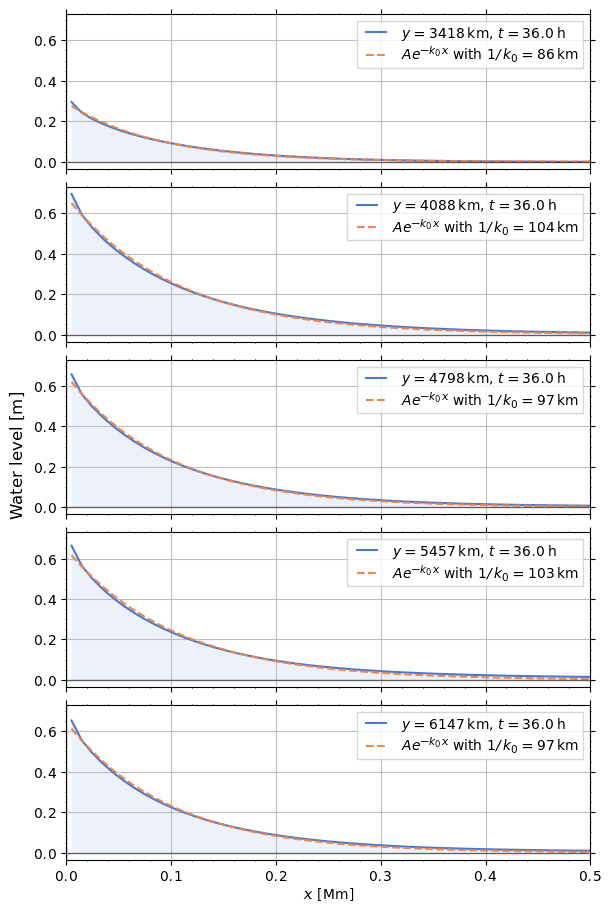 y = 3418 km, t = 36.0 h
Ae^{-k_0x} with 1/k_0 = 86 km
0.6
0.4
0.2
0.0
y = 4088 km, t = 36.0 h
Ae^{-k_0x} with 1/k_0 = 104 km
0.6
0.4
0.2
0.0
y = 4798 km, t = 36.0 h
Ae^{-k_0x} with 1/k_0 = 97 km
0.6
0.4
0.2
0.0
Water level [m]
y = 5457 km, t = 36.0 h
Ae^{-k_0x} with 1/k_0 = 103 km
0.6
0.4
0.2
0.0
y = 6147 km, t = 36.0 h
Ae^{-k_0x} with 1/k_0 = 97 km
0.6
0.4
0.2
0.0
0.0 0.1 0.2 0.3 0.4 0.5
x [Mm]